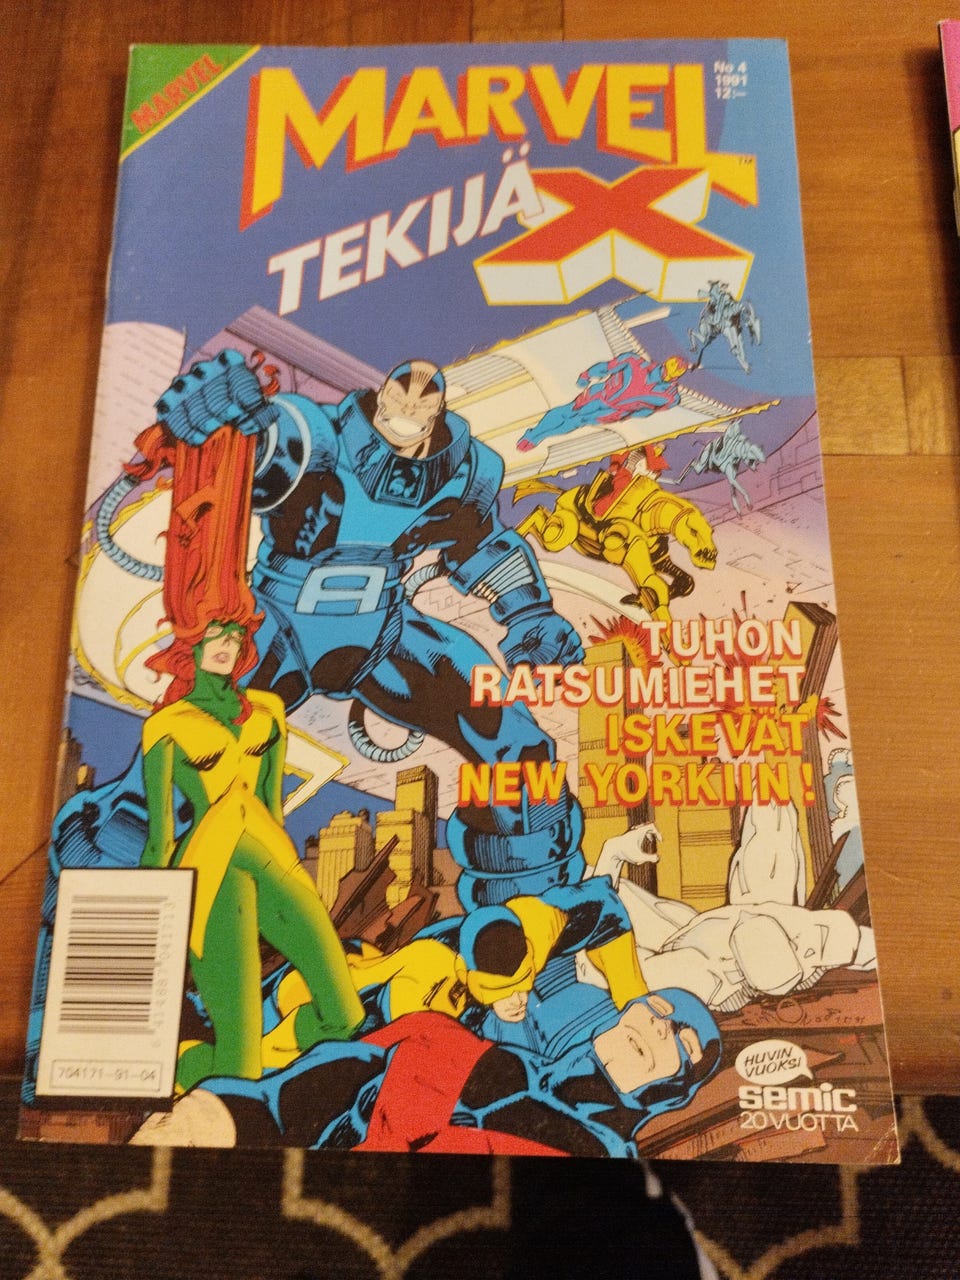 MARVEL
MARVEL™
No 4
1991
12:—
TEKIJÄ X
A
TUHON
RATSUMIEHET
ISKEVÄT
NEW YORKIIN!
704171-91-04
HUVIN
VUOKSI
semic
20 VUOTTA